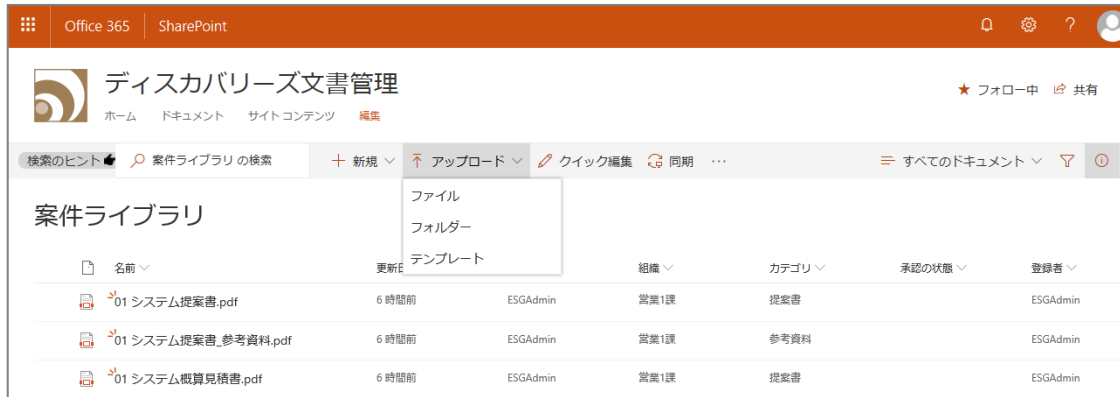 Office 365 SharePoint ?
ディスカバリーズ文書管理
★ フォロー中 共有
ホーム ドキュメント サイト コンテンツ 編集
検索のヒント 案件ライブラリ の検索 新規 アップロード クイック編集 同期 … すべてのドキュメント
ファイル
フォルダー
テンプレート
案件ライブラリ
名前 更新日 組織 カテゴリ 承認の状態 登録者
01 システム提案書.pdf 6 時間前 ESGAdmin 営業1課 提案書 ESGAdmin
01 システム提案書_参考資料.pdf 6 時間前 ESGAdmin 営業1課 参考資料 ESGAdmin
01 システム概算見積書.pdf 6 時間前 ESGAdmin 営業1課 提案書 ESGAdmin